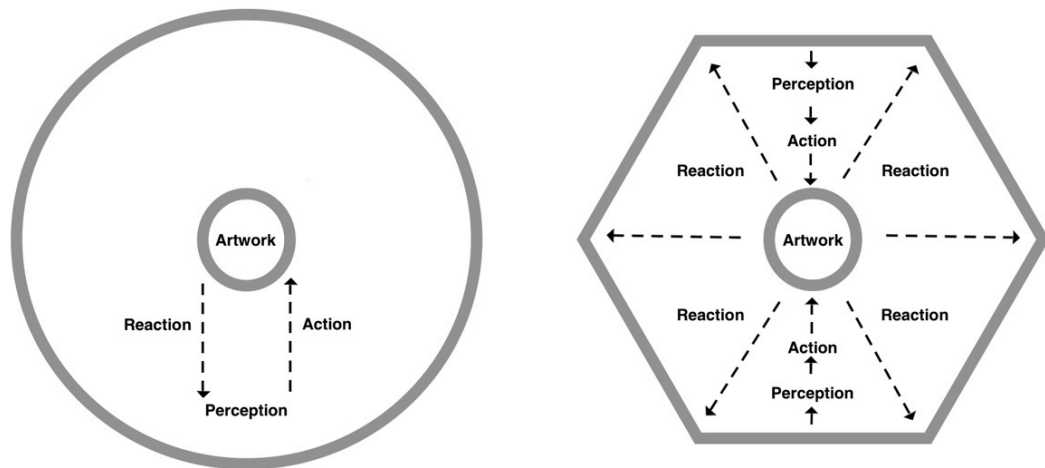 Artwork
Reaction
Action
Perception
Perception
Action
Reaction
Reaction
Artwork
Reaction
Reaction
Action
Perception